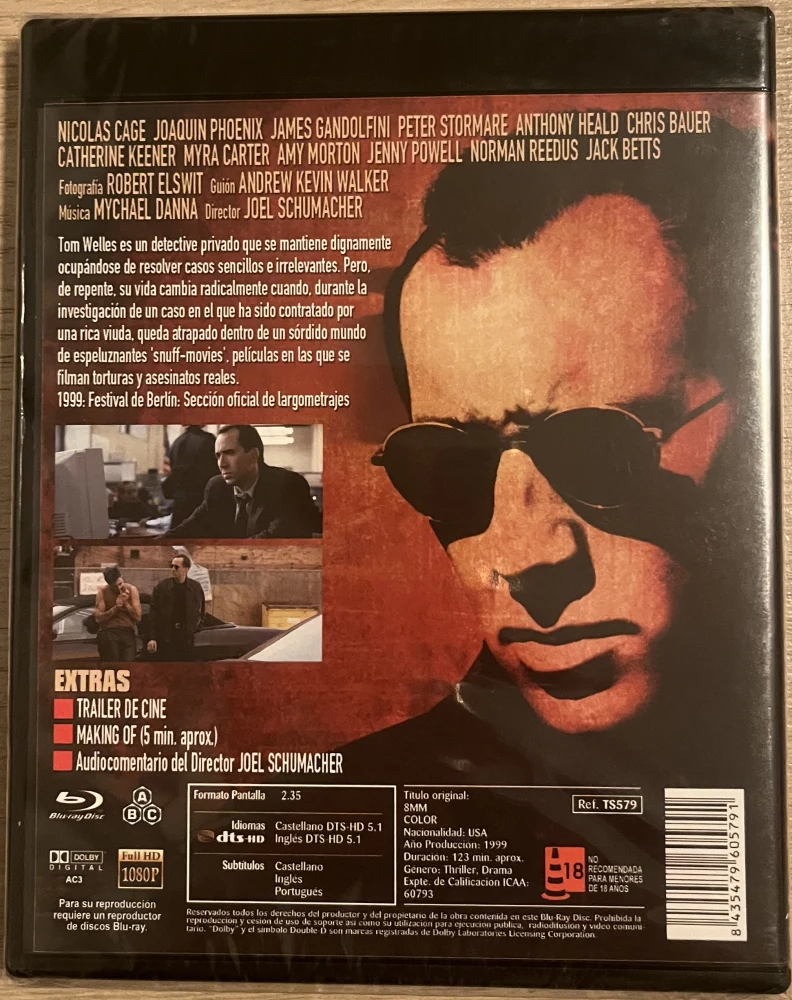 NICOLAS CAGE JOAQUIN PHOENIX JAMES GANDOLFINI PETER STORMARE ANTHONY HEALD CHRIS BAUER
CATHERINE KEENER MYRA CARTER AMY MORTON JENNY POWELL NORMAN REEDUS JACK BETTS
Fotografía ROBERT ELSWIT Guión ANDREW KEVIN WALKER
Música MYCHAEL DANNA Director JOEL SCHUMACHER
Tom Welles es un detective privado que se mantiene dignamente
ocupándose de resolver casos sencillos e irrelevantes. Pero,
de repente, su vida cambia radicalmente cuando, durante la
investigación de un caso en el que ha sido contratado por
una rica viuda, queda atrapado dentro de un sórdido mundo
de espeluznantes 'snuff-movies', películas en las que se
filman torturas y asesinatos reales.
1999: Festival de Berlín: Sección oficial de largometrajes
EXTRAS
TRAILER DE CINE
MAKING OF (5 min. aprox.)
Audiocomentario del Director JOEL SCHUMACHER
Blu-ray Disc
A
B C
DOLBY
DIGITAL
AC3
Full HD
1080P
Para su reproducción
requiere un reproductor
de discos Blu-ray.
Formato Pantalla 2.35
Idiomas Castellano DTS-HD 5.1
dts-HD Inglés DTS-HD 5.1
Subtítulos Castellano
Inglés
Portugués
Título original:
8MM
COLOR
Nacionalidad: USA
Año Producción: 1999
Duración: 123 min. aprox.
Género: Thriller, Drama
Expte. de Calificación ICAA:
60793
Ref. TS579
18
NO
RECOMENDADA
PARA MENORES
DE 18 AÑOS
8 435479 605791
Reservados todos los derechos del productor y del propietario de la obra contenida en este Blu-Ray Disc. Prohibida la
reproducción y cesión de uso de soporte así como su utilización para ejecución pública, radiodifusión y video comuni-
tario. "Dolby" y el símbolo Double D son marcas registradas de Dolby Laboratories Licensing Corporation.